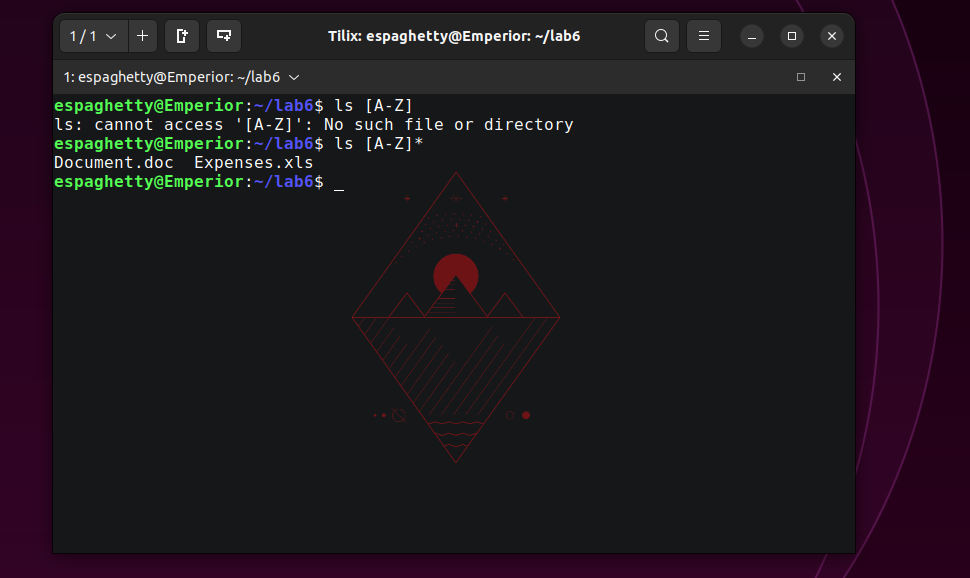 1 / 1
Tilix: espaghetty@Emperior: ~/lab6
1: espaghetty@Emperior: ~/lab6
espaghetty@Emperior:~/lab6$ ls [A-Z]
ls: cannot access '[A-Z]': No such file or directory
espaghetty@Emperior:~/lab6$ ls [A-Z]*
Document.doc  Expenses.xls
espaghetty@Emperior:~/lab6$ _